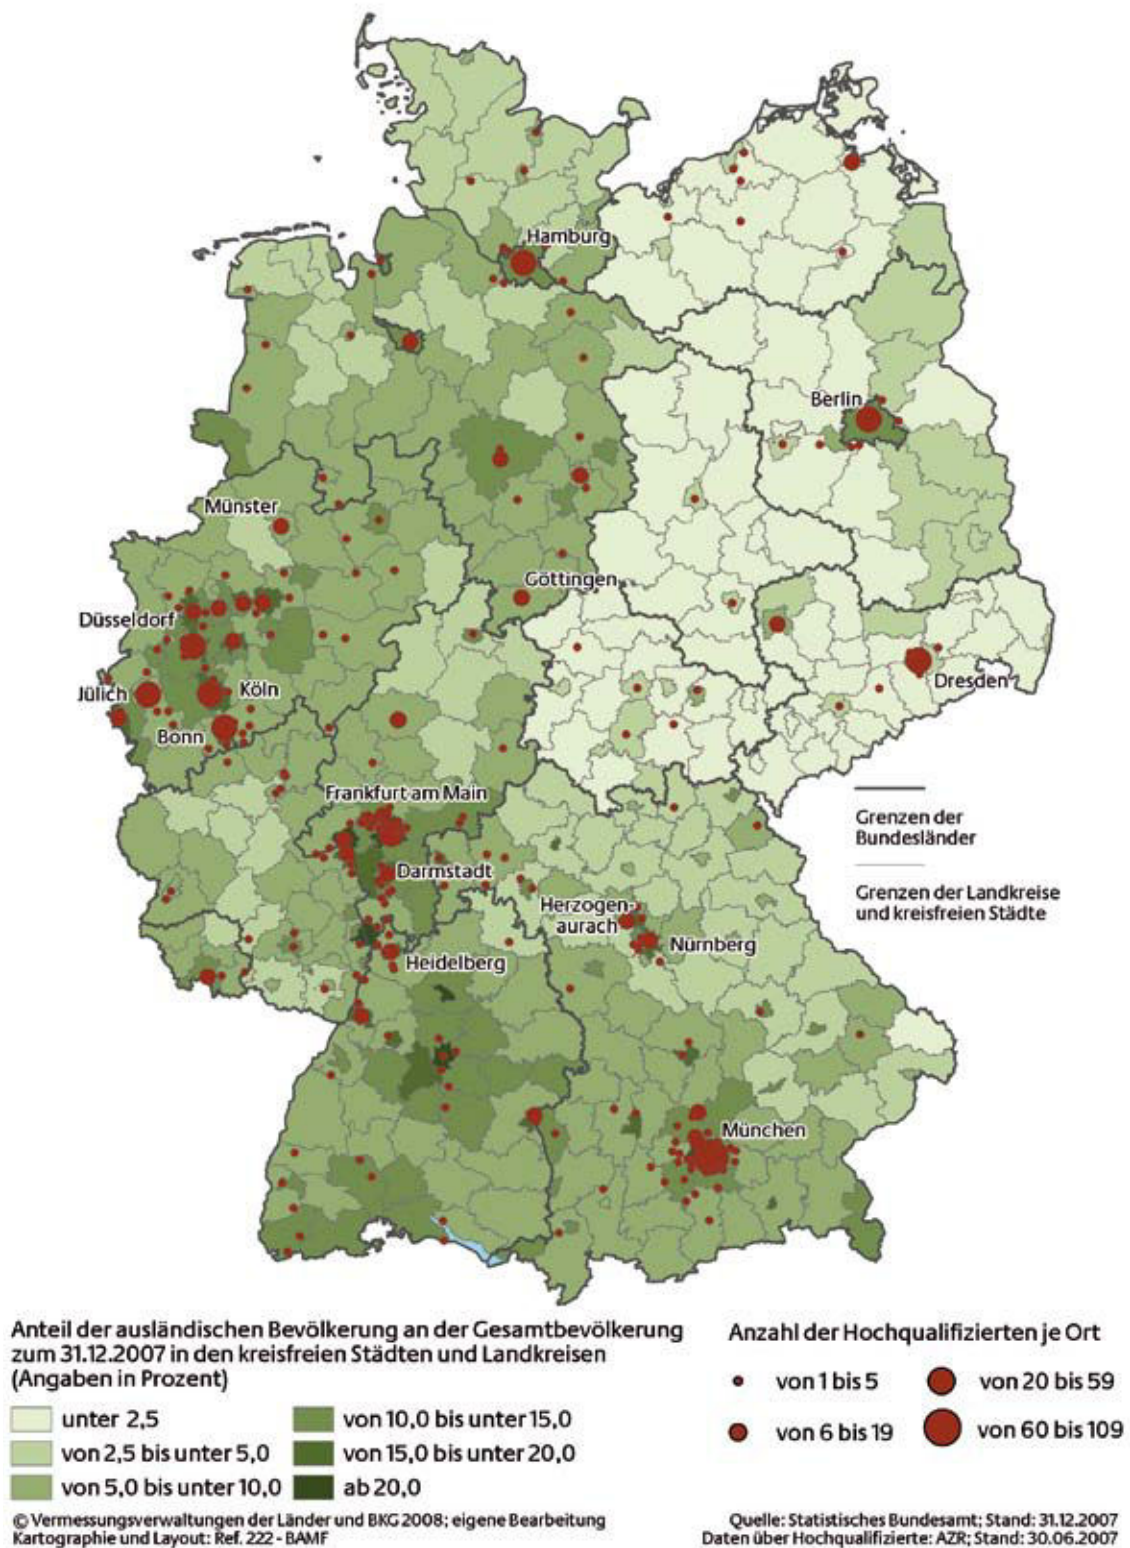 Hamburg
Berlin
Münster
Göttingen
Düsseldorf
Jülich
Köln
Dresden
Bonn
Frankfurt am Main
Grenzen der
Bundesländer
Darmstadt
Grenzen der Landkreise
und kreisfreien Städte
Herzogen-
aurach
Nürnberg
Heidelberg
München
Anteil der ausländischen Bevölkerung an der Gesamtbevölkerung
zum 31.12.2007 in den kreisfreien Städten und Landkreisen
(Angaben in Prozent)
unter 2,5
von 2,5 bis unter 5,0
von 5,0 bis unter 10,0
von 10,0 bis unter 15,0
von 15,0 bis unter 20,0
ab 20,0
Anzahl der Hochqualifizierten je Ort
von 1 bis 5
von 6 bis 19
von 20 bis 59
von 60 bis 109
© Vermessungsverwaltungen der Länder und BKG 2008; eigene Bearbeitung
Kartographie und Layout: Ref. 222 - BAMF
Quelle: Statistisches Bundesamt; Stand: 31.12.2007
Daten über Hochqualifizierte: AZR; Stand: 30.06.2007